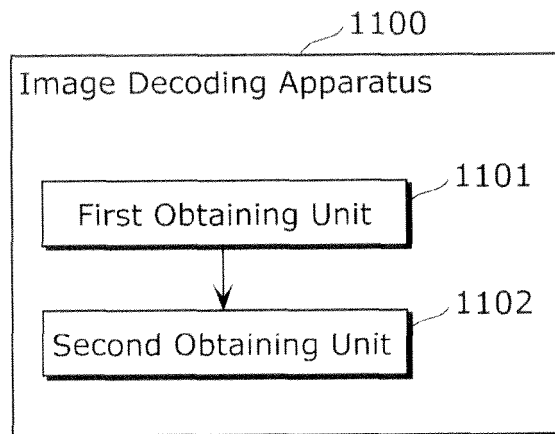 1100
Image Decoding Apparatus
1101
First Obtaining Unit
1102
Second Obtaining Unit